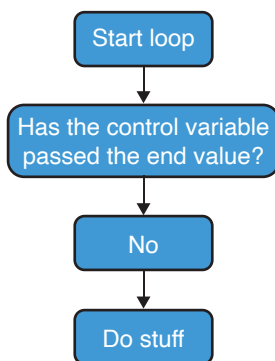 Start loop
Has the control variable
passed the end value?
No
Do stuff